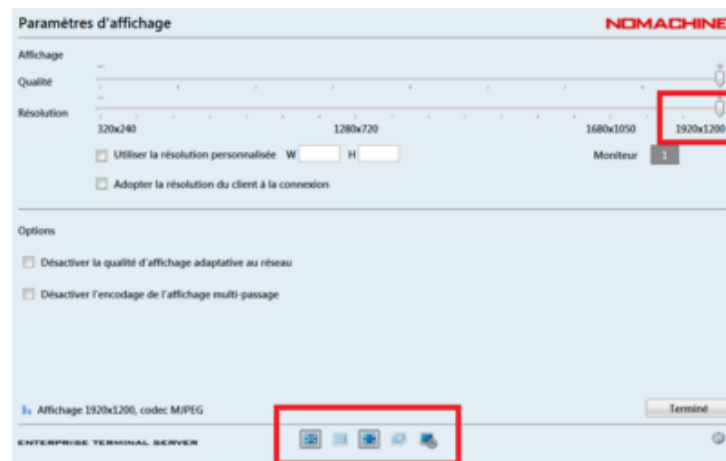 Paramètres d'affichage
NOMACHINE
Affichage
Qualité
Résolution
320x240 1280x720 1680x1050 1920x1200
Utiliser la résolution personnalisée W H Moniteur 1
Adopter la résolution du client à la connexion
Options
Désactiver la qualité d'affichage adaptative au réseau
Désactiver l'encodage de l'affichage multi-passage
Affichage 1920x1200, codec MJPEG
Terminé
ENTERPRISE TERMINAL SERVER